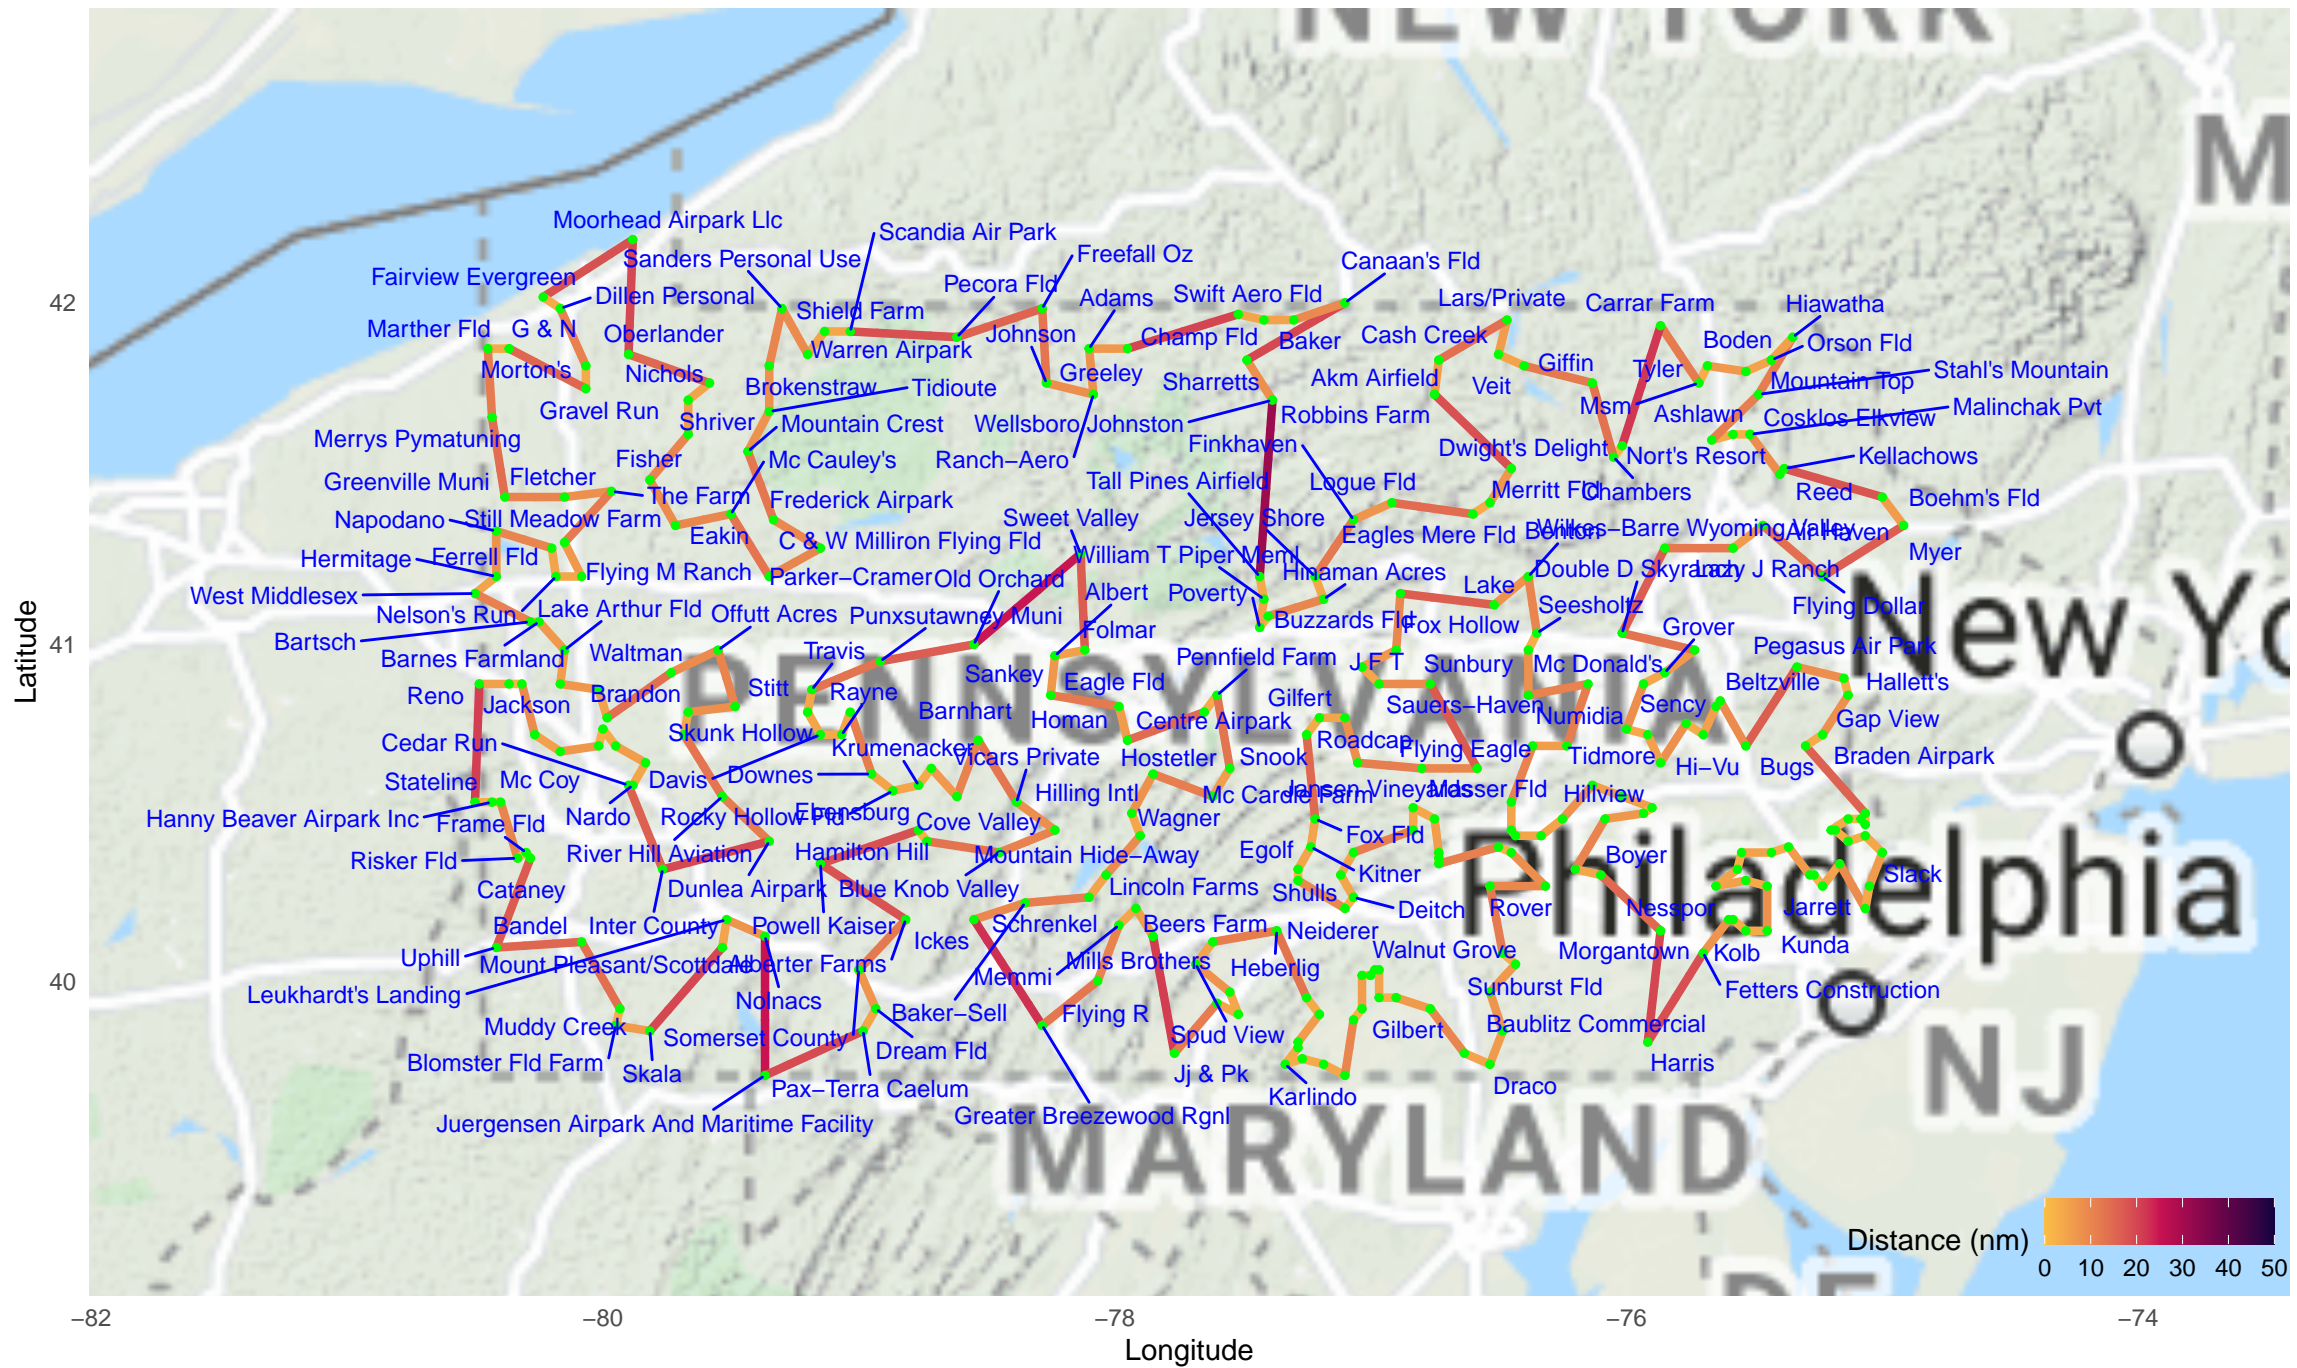 NEW YORK
M
Moorhead Airpark Llc
Scandia Air Park
Sanders Personal Use
Freefall Oz
Canaan's Fld
Fairview Evergreen
Dillen Personal
Pecora Fld
Adams
Swift Aero Fld
Lars/Private
Carrar Farm
Hiawatha
42
Shield Farm
Marther Fld
G & N
Oberlander
Johnson
Champ Fld
Baker
Cash Creek
Boden
Orson Fld
Warren Airpark
Morton's
Nichols
Brokenstraw
Tidioute
Greeley
Sharretts
Akm Airfield
Veit
Giffin
Tyler
Mountain Top
Stahl's Mountain
Gravel Run
Shriver
Mountain Crest
Wellsboro Johnston
Robbins Farm
Msm
Ashlawn
Cosklos Elkview
Malinchak Pvt
Merrys Pymatuning
Fisher
Mc Cauley's
Ranch−Aero
Finkhaven
Dwight's Delight
Nort's Resort
Kellachows
Greenville Muni
Fletcher
The Farm
Frederick Airpark
Tall Pines Airfield
Logue Fld
Merritt Fld
Chambers
Reed
Boehm's Fld
Napodano
Still Meadow Farm
Eakin
Sweet Valley
Jersey Shore
Eagles Mere Fld
Benton
Wilkes−Barre Wyoming Valley
Air Haven
Myer
Hermitage
Ferrell Fld
C & W Milliron Flying Fld
William T Piper Meml
Flying M Ranch
Parker−Cramer
Old Orchard
Hinaman Acres
Lake
Double D Skyranch
Lazy J Ranch
West Middlesex
Nelson's Run
Lake Arthur Fld
Offutt Acres
Punxsutawney Muni
Albert
Poverty
Buzzards Fld
Fox Hollow
Seesholtz
Flying Dollar
New Yo
Bartsch
Barnes Farmland
Waltman
Travis
Folmar
Pennfield Farm
J F T
Sunbury
Mc Donald's
Grover
Pegasus Air Park
41
PENNSYLVANIA
Reno
Jackson
Brandon
Stitt
Rayne
Sankey
Eagle Fld
Gilfert
Sauers−Haven
Numidia
Sency
Beltzville
Hallett's
Cedar Run
Skunk Hollow
Krumenacker
Barnhart
Homan
Centre Airpark
Roadcap
Flying Eagle
Tidmore
Gap View
Stateline
Mc Coy
Davis
Downes
Vicars Private
Hostetler
Snook
Hi−Vu
Bugs
Braden Airpark
Hanny Beaver Airpark Inc
Frame Fld
Nardo
Rocky Hollow Fld
Ebensburg
Cove Valley
Hilling Intl
Wagner
Mc Cardle Farm
Jansen Vineyards
Masser Fld
Hillview
Philadelphia
Risker Fld
River Hill Aviation
Hamilton Hill
Mountain Hide−Away
Egolf
Fox Fld
Kitner
Boyer
Slack
Cataney
Dunlea Airpark
Blue Knob Valley
Lincoln Farms
Shulls
Deitch
Rover
Nesspor
Jarrett
Bandel
Inter County
Powell Kaiser
Ickes
Schrenkel
Beers Farm
Neiderer
Uphill
Mount Pleasant/Scottdale
Alberter Farms
Memmi
Mills Brothers
Heberlig
Walnut Grove
Morgantown
Kolb
Kunda
40
Leukhardt's Landing
Nolnacs
Baker−Sell
Flying R
Spud View
Gilbert
Sunburst Fld
Fetters Construction
Muddy Creek
Somerset County
Dream Fld
Baublitz Commercial
Blomster Fld Farm
Skala
Pax−Terra Caelum
Jj & Pk
Karlindo
Draco
Harris
NJ
Juergensen Airpark And Maritime Facility
Greater Breezewood Rgnl
MARYLAND
DE
Distance (nm)
0 10 20 30 40 50
−82 −80 −78 −76 −74
Longitude
Latitude